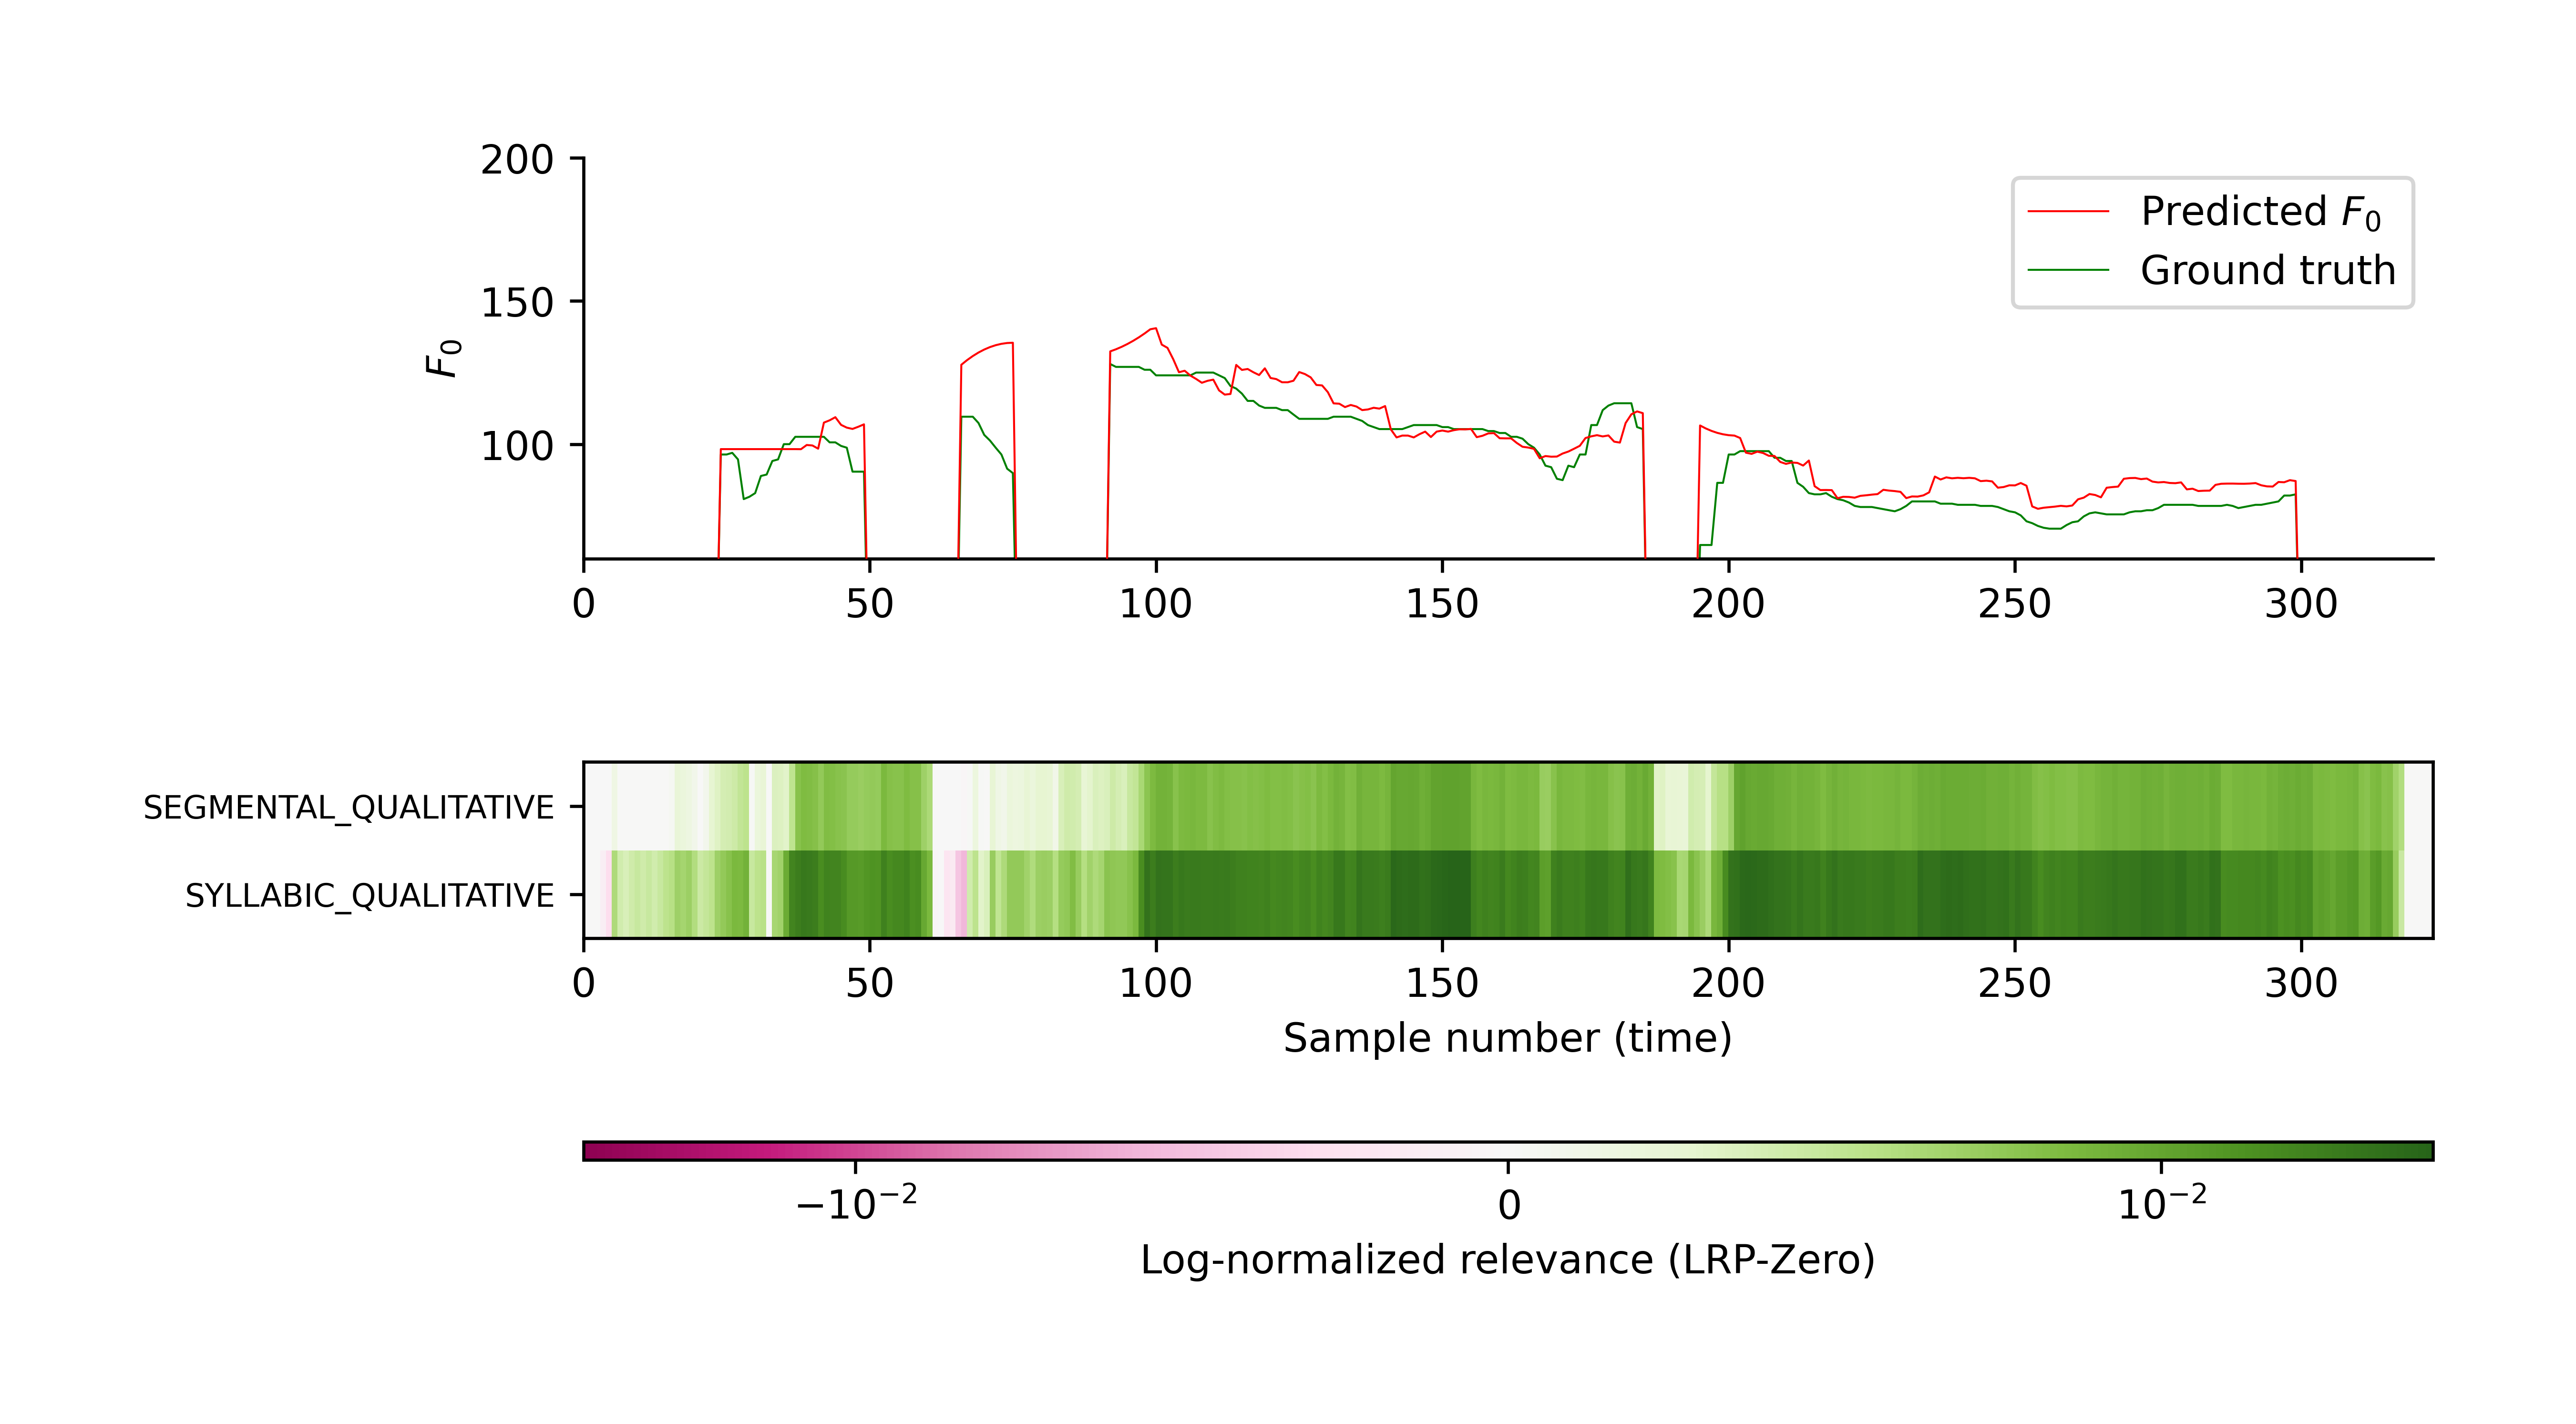 200
150
100
F₀
Predicted F₀
Ground truth
0 50 100 150 200 250 300
SEGMENTAL_QUALITATIVE
SYLLABIC_QUALITATIVE
0 50 100 150 200 250 300
Sample number (time)
−10⁻² 0 10⁻²
Log-normalized relevance (LRP-Zero)